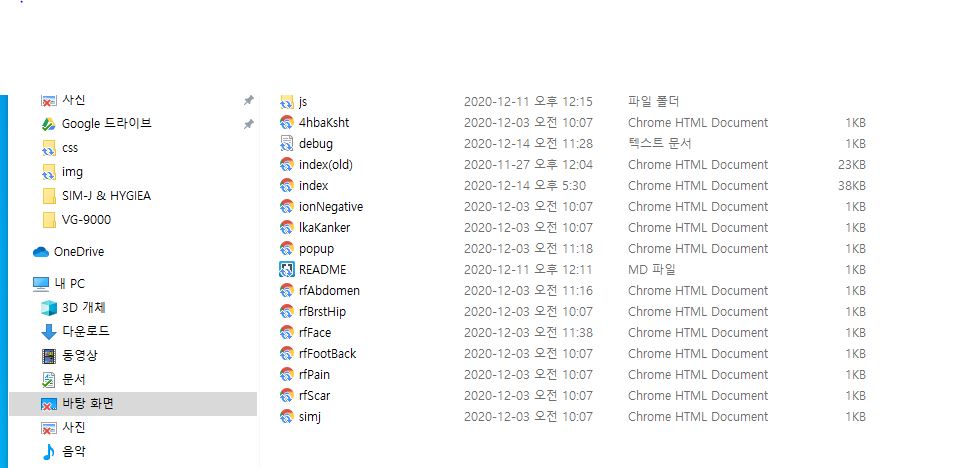 사진
Google 드라이브
css
img
SIM-J & HYGIEA
VG-9000
OneDrive
내 PC
3D 개체
다운로드
동영상
문서
바탕 화면
사진
음악
js 2020-12-11 오후 12:15 파일 폴더
4hbaKsht 2020-12-03 오전 10:07 Chrome HTML Document 1KB
debug 2020-12-14 오전 11:28 텍스트 문서 1KB
index(old) 2020-11-27 오후 12:04 Chrome HTML Document 23KB
index 2020-12-14 오후 5:30 Chrome HTML Document 38KB
ionNegative 2020-12-03 오전 10:07 Chrome HTML Document 1KB
lkaKanker 2020-12-03 오전 10:07 Chrome HTML Document 1KB
popup 2020-12-03 오전 11:18 Chrome HTML Document 1KB
README 2020-12-11 오후 12:11 MD 파일 1KB
rfAbdomen 2020-12-03 오전 11:16 Chrome HTML Document 1KB
rfBrstHip 2020-12-03 오전 10:07 Chrome HTML Document 1KB
rfFace 2020-12-03 오전 11:38 Chrome HTML Document 1KB
rfFootBack 2020-12-03 오전 10:07 Chrome HTML Document 1KB
rfPain 2020-12-03 오전 10:07 Chrome HTML Document 1KB
rfScar 2020-12-03 오전 10:07 Chrome HTML Document 1KB
simj 2020-12-03 오전 10:07 Chrome HTML Document 1KB